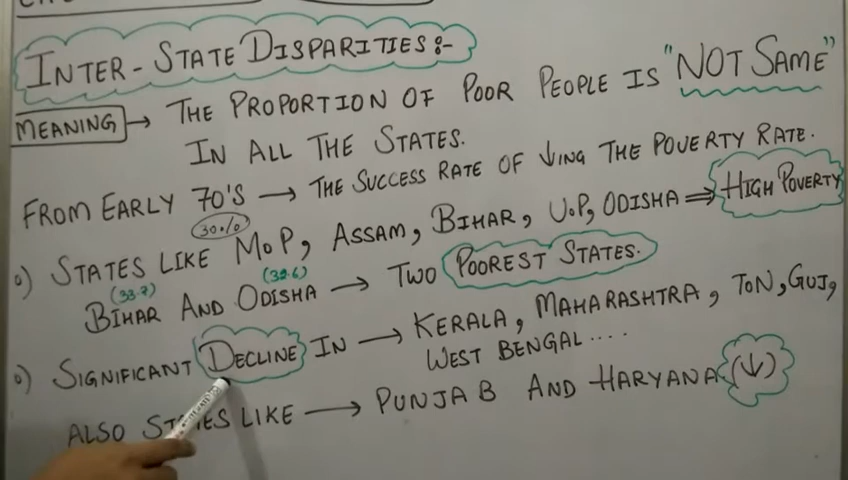 INTER-STATE DISPARITIES :-
MEANING → THE PROPORTION OF POOR PEOPLE IS "NOT SAME"
IN ALL THE STATES.
FROM EARLY 70'S → THE SUCCESS RATE OF ↓ING THE POVERTY RATE.
30%
o) STATES LIKE M.P, ASSAM, BIHAR, U.P, ODISHA ⇒ HIGH POVERTY
(33.7) (32.6)
BIHAR AND ODISHA → TWO POOREST STATES.
o) SIGNIFICANT DECLINE IN → KERALA, MAHARASHTRA, T.N, GUJ,
WEST BENGAL ....
ALSO LIKE → PUNJAB AND HARYANA (↓)